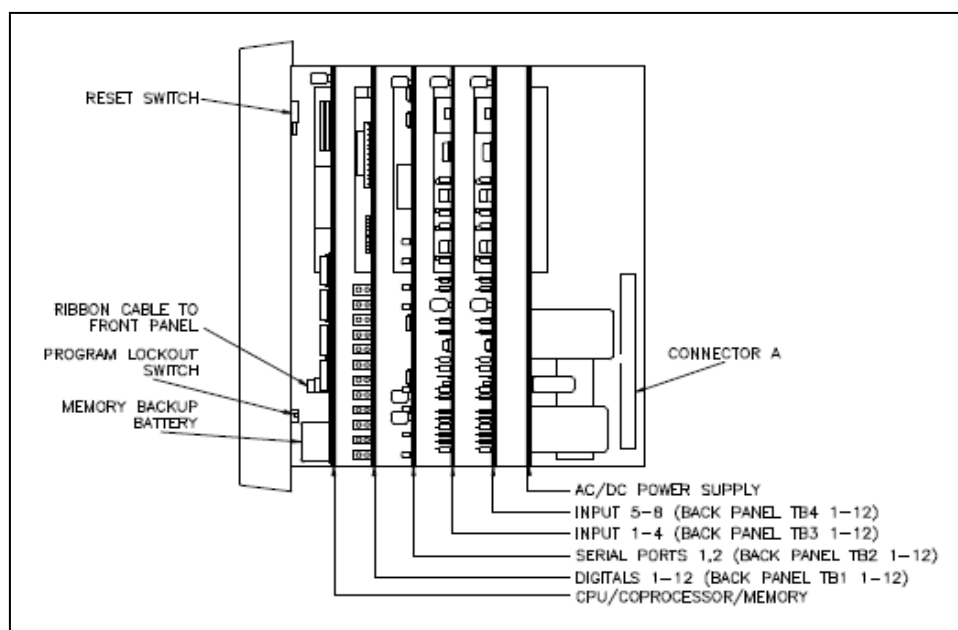 RESET SWITCH
RIBBON CABLE TO
FRONT PANEL
PROGRAM LOCKOUT
SWITCH
MEMORY BACKUP
BATTERY
CONNECTOR A
AC/DC POWER SUPPLY
INPUT 5-8 (BACK PANEL TB4 1-12)
INPUT 1-4 (BACK PANEL TB3 1-12)
SERIAL PORTS 1,2 (BACK PANEL TB2 1-12)
DIGITALS 1-12 (BACK PANEL TB1 1-12)
CPU/COPROCESSOR/MEMORY